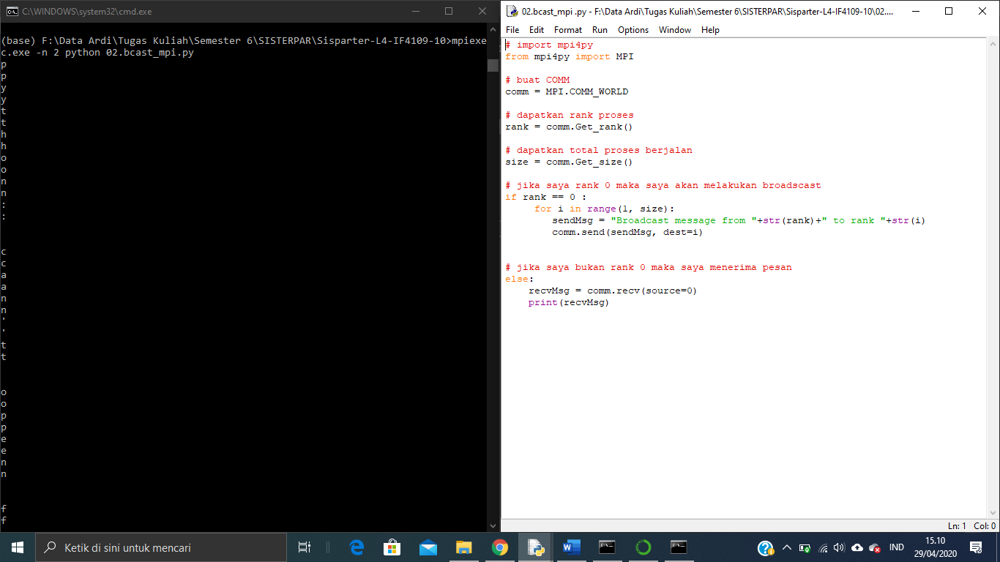 C:\WINDOWS\system32\cmd.exe
(base) F:\Data Ardi\Tugas Kuliah\Semester 6\SISTERPAR\Sisparter-L4-IF4109-10>mpiexe
c.exe -n 2 python 02.bcast_mpi.py
p
p
y
y
t
t
h
h
o
o
n
n
:
:
c
c
a
a
n
n
'
'
t
t
o
o
p
p
e
e
n
n
f
f
02.bcast_mpi .py - F:\Data Ardi\Tugas Kuliah\Semester 6\SISTERPAR\Sisparter-L4-IF4109-10\02....
File Edit Format Run Options Window Help
# import mpi4py
from mpi4py import MPI
# buat COMM
comm = MPI.COMM_WORLD
# dapatkan rank proses
rank = comm.Get_rank()
# dapatkan total proses berjalan
size = comm.Get_size()
# jika saya rank 0 maka saya akan melakukan broadscast
if rank == 0 :
for i in range(1, size):
sendMsg = "Broadcast message from "+str(rank)+" to rank "+str(i)
comm.send(sendMsg, dest=i)
# jika saya bukan rank 0 maka saya menerima pesan
else:
recvMsg = comm.recv(source=0)
print(recvMsg)
Ln: 1 Col: 0
Ketik di sini untuk mencari
IND
15.10
29/04/2020